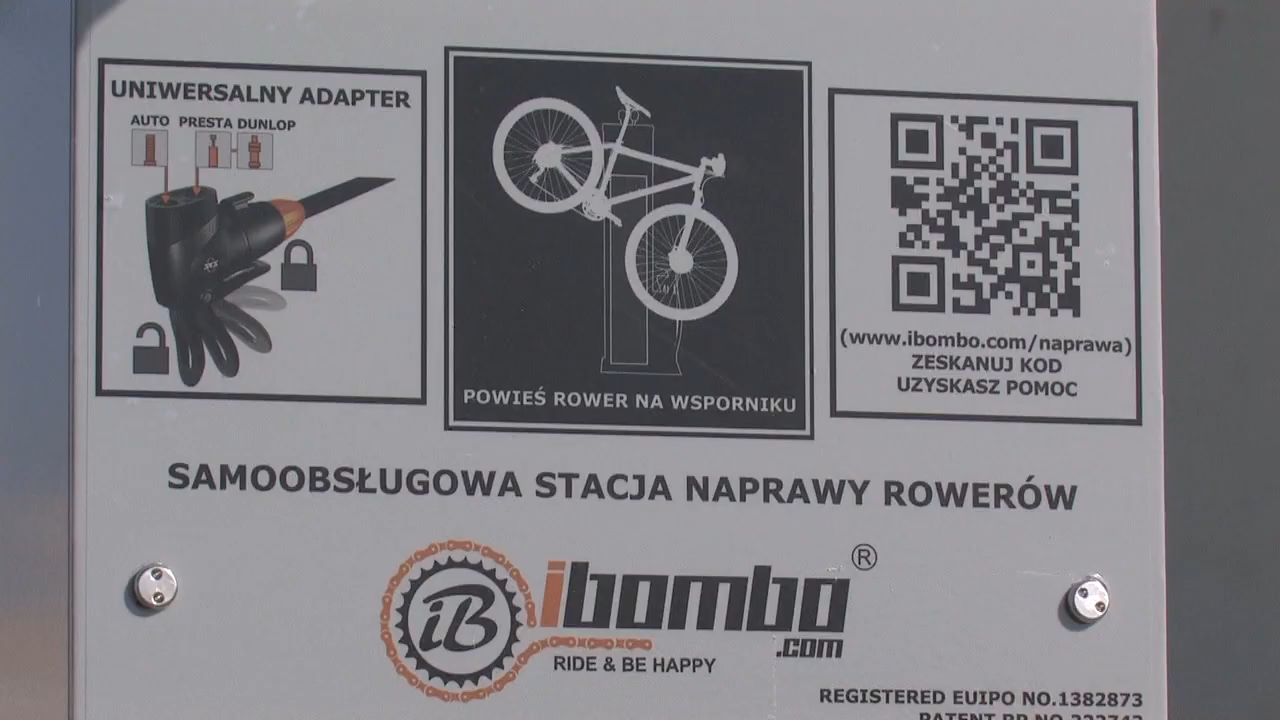 UNIWERSALNY ADAPTER
AUTO PRESTA DUNLOP
POWIEŚ ROWER NA WSPORNIKU
(www.ibombo.com/naprawa)
ZESKANUJ KOD
UZYSKASZ POMOC
SAMOOBSŁUGOWA STACJA NAPRAWY ROWERÓW
iB
ibombo®
.com
RIDE & BE HAPPY
REGISTERED EUIPO NO.1382873